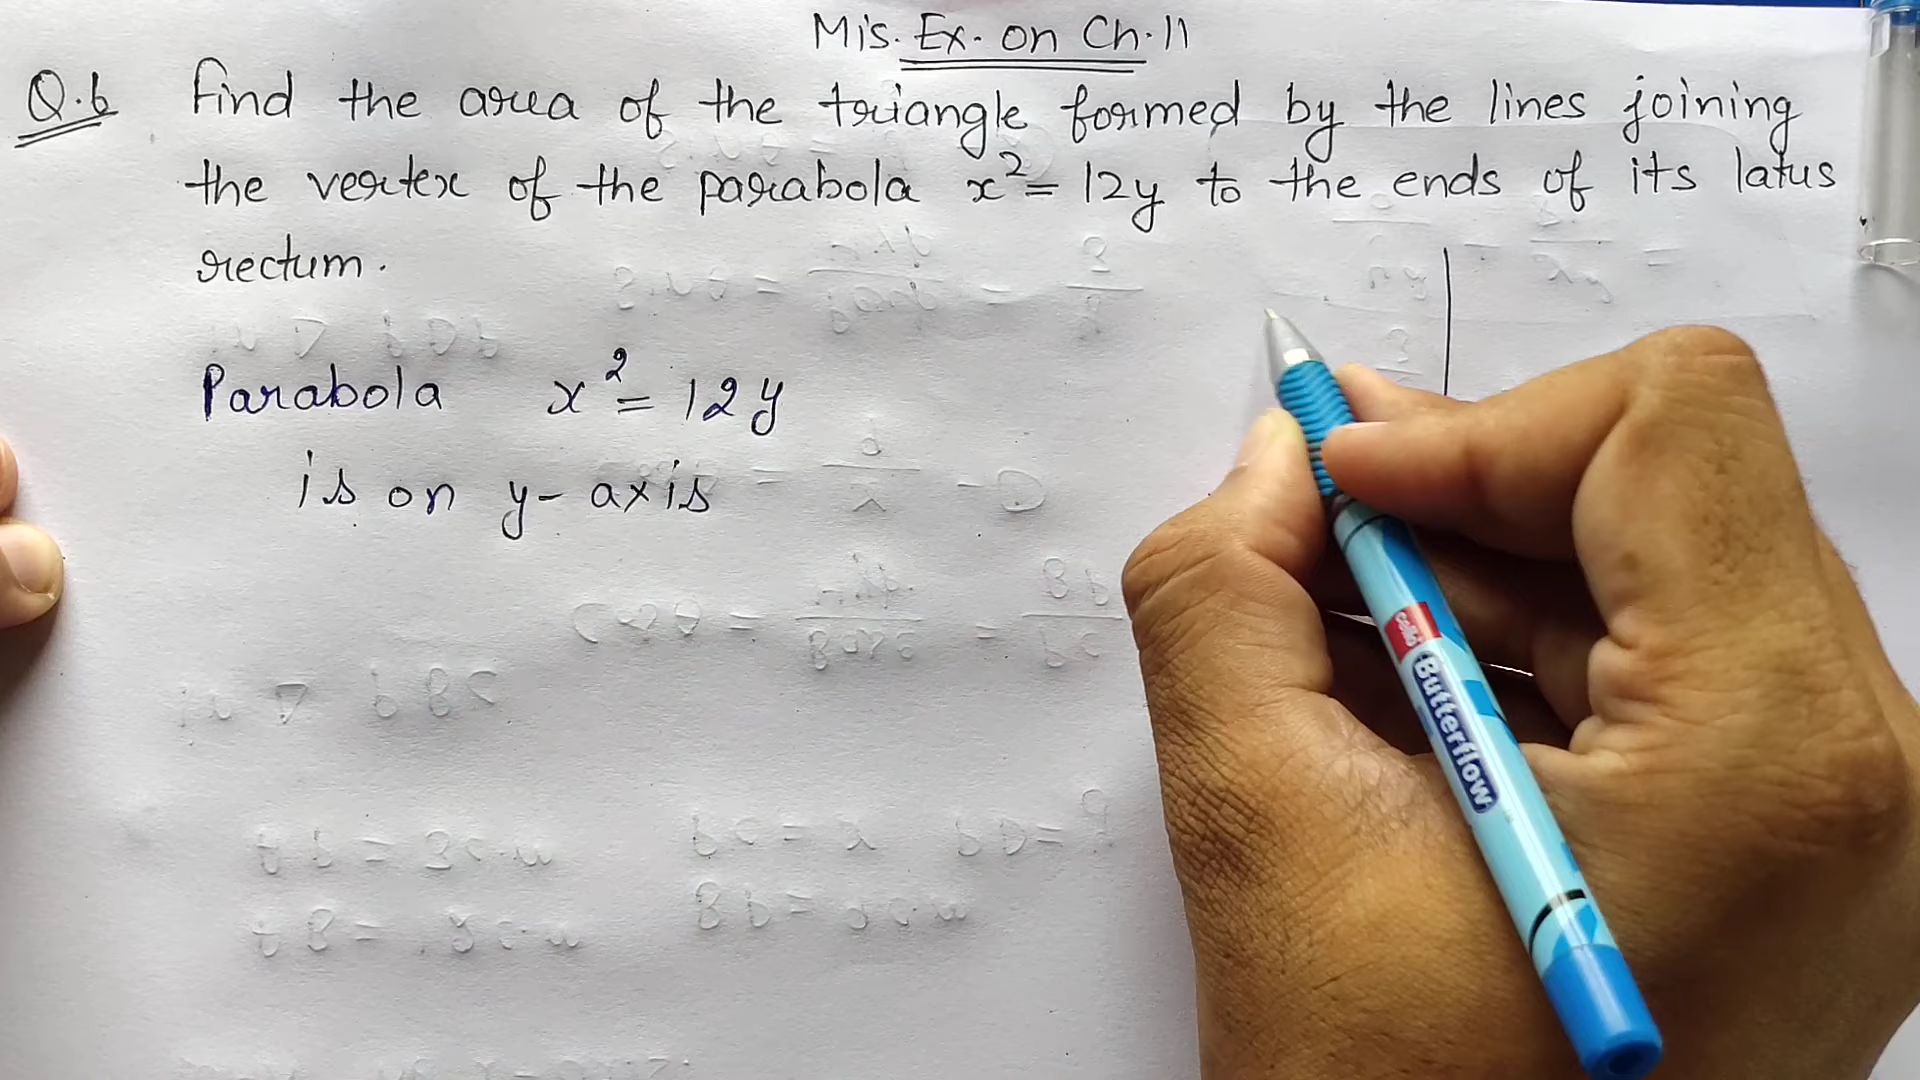 Mis. Ex. on Ch.11
Q.6 Find the area of the triangle formed by the lines joining
the vertex of the parabola x² = 12y to the ends of its latus
rectum.
Parabola x² = 12y
is on y-axis
cello
Butterflow